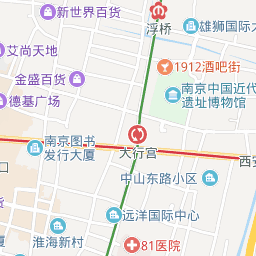 新世界百货
浮桥
雄狮国际大
艾尚天地
1912酒吧街
金盛百货
德基广场
南京中国近代
遗址博物馆
南京图书
发行大厦
大行宫
西安
口
中山东路小区
远洋国际中心
淮海新村
81医院